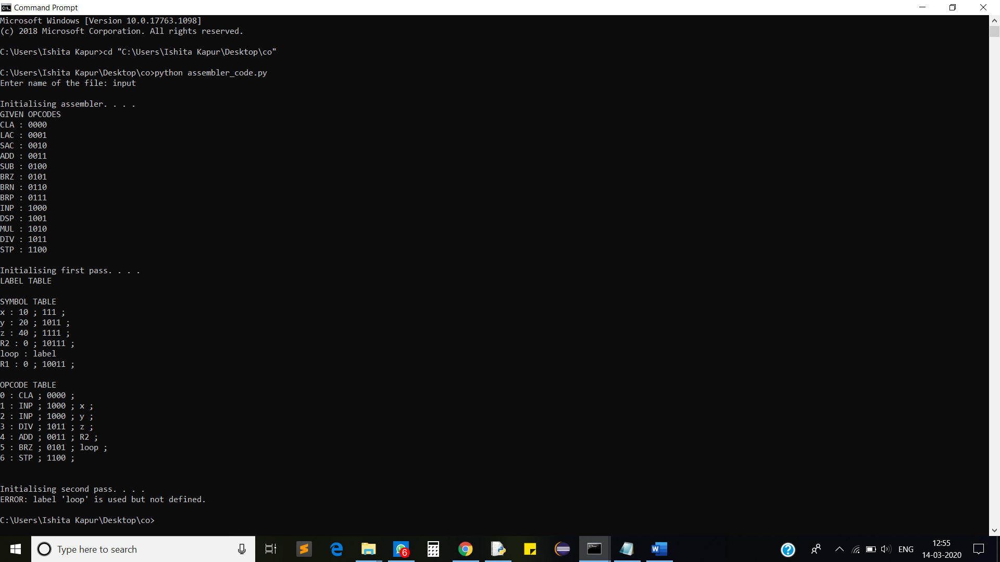 Command Prompt
Microsoft Windows [Version 10.0.17763.1098]
(c) 2018 Microsoft Corporation. All rights reserved.
C:\Users\Ishita Kapur>cd "C:\Users\Ishita Kapur\Desktop\co"
C:\Users\Ishita Kapur\Desktop\co>python assembler_code.py
Enter name of the file: input
Initialising assembler. . . .
GIVEN OPCODES
CLA : 0000
LAC : 0001
SAC : 0010
ADD : 0011
SUB : 0100
BRZ : 0101
BRN : 0110
BRP : 0111
INP : 1000
DSP : 1001
MUL : 1010
DIV : 1011
STP : 1100
Initialising first pass. . . .
LABEL TABLE
SYMBOL TABLE
x : 10 ; 111 ;
y : 20 ; 1011 ;
z : 40 ; 1111 ;
R2 : 0 ; 10111 ;
loop : label
R1 : 0 ; 10011 ;
OPCODE TABLE
0 : CLA ; 0000 ;
1 : INP ; 1000 ; x ;
2 : INP ; 1000 ; y ;
3 : DIV ; 1011 ; z ;
4 : ADD ; 0011 ; R2 ;
5 : BRZ ; 0101 ; loop ;
6 : STP ; 1100 ;
Initialising second pass. . . .
ERROR: label 'loop' is used but not defined.
C:\Users\Ishita Kapur\Desktop\co>
Type here to search
6
ENG
12:55
14-03-2020